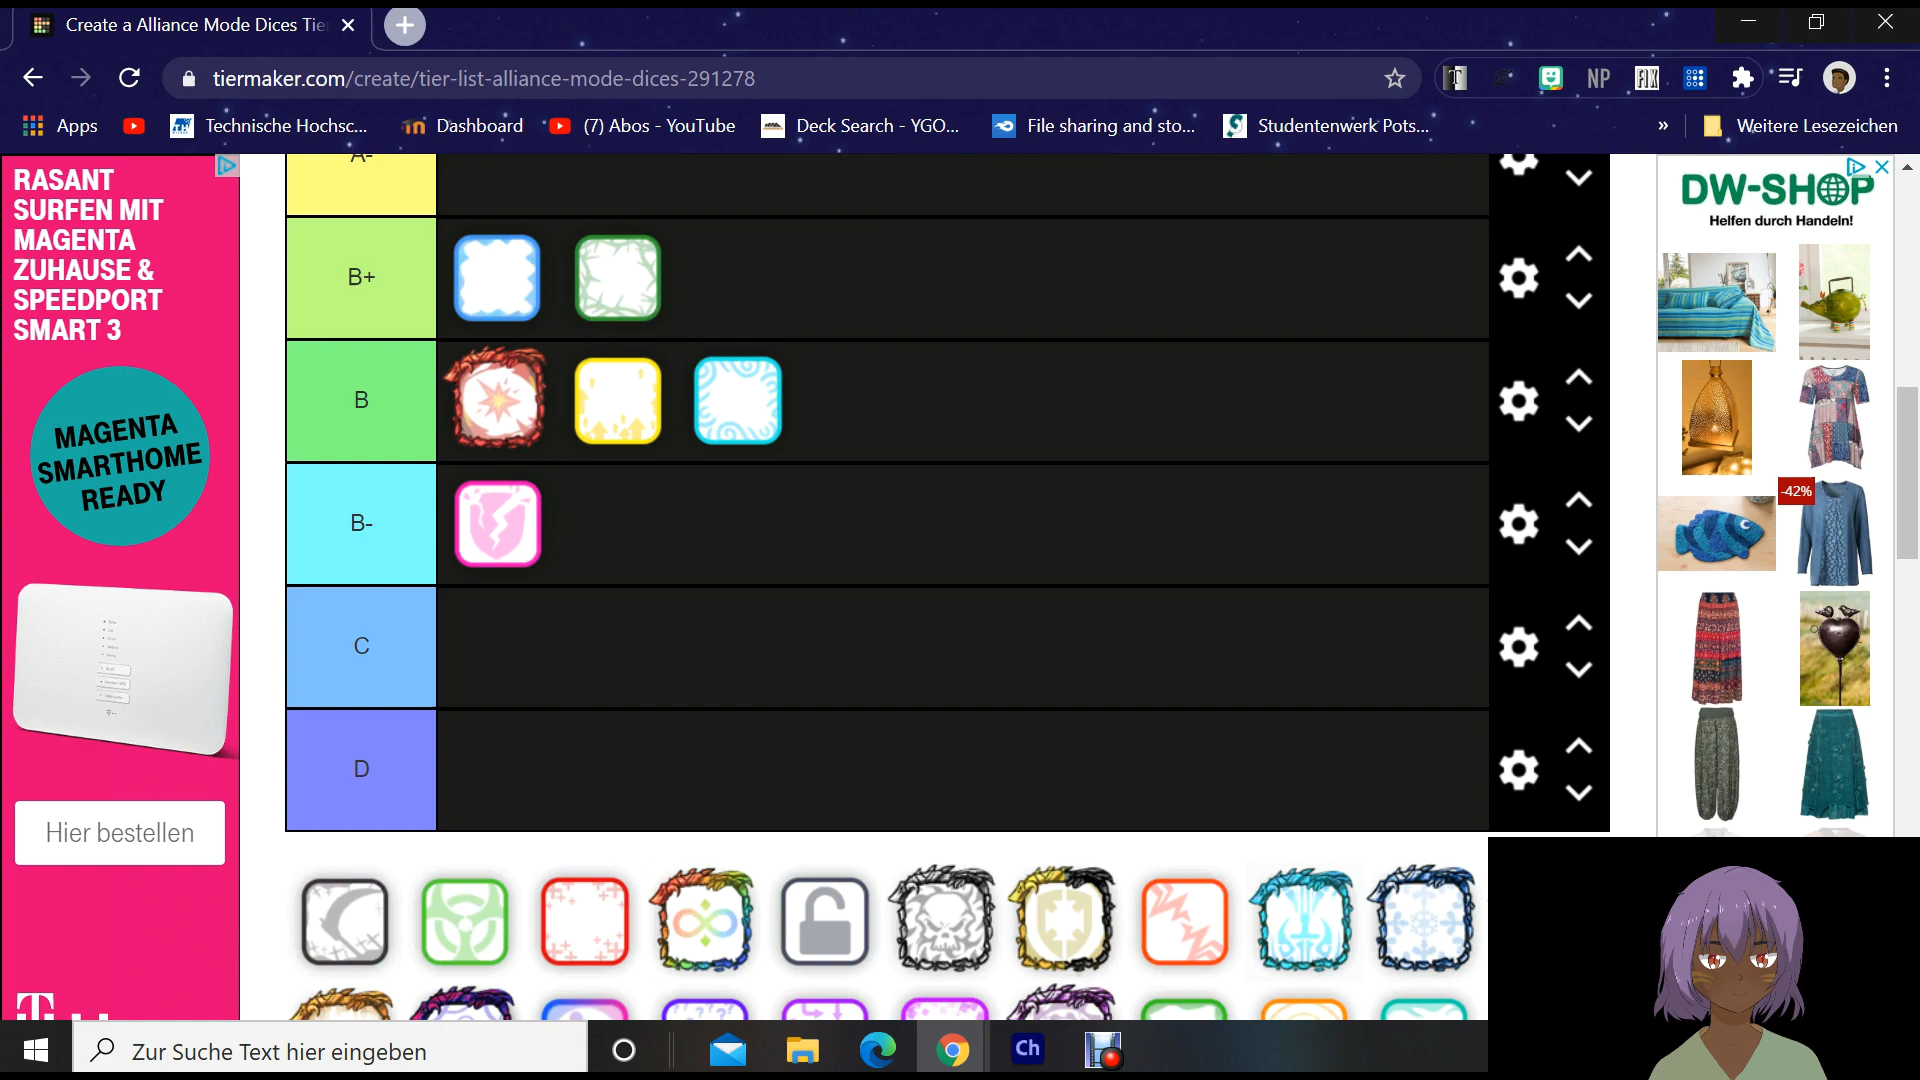 Create a Alliance Mode Dices Tie
tiermaker.com/create/tier-list-alliance-mode-dices-291278
NP
FIX
Apps
Technische Hochsc...
Dashboard
(7) Abos - YouTube
Deck Search - YGO...
File sharing and sto...
Studentenwerk Pots...
»
Weitere Lesezeichen
RASANT
SURFEN MIT
MAGENTA
ZUHAUSE &
SPEEDPORT
SMART 3
MAGENTA
SMARTHOME
READY
Hier bestellen
A-
B+
B
B-
C
D
DW-SHOP
Helfen durch Handeln!
-42%
Zur Suche Text hier eingeben
Ch